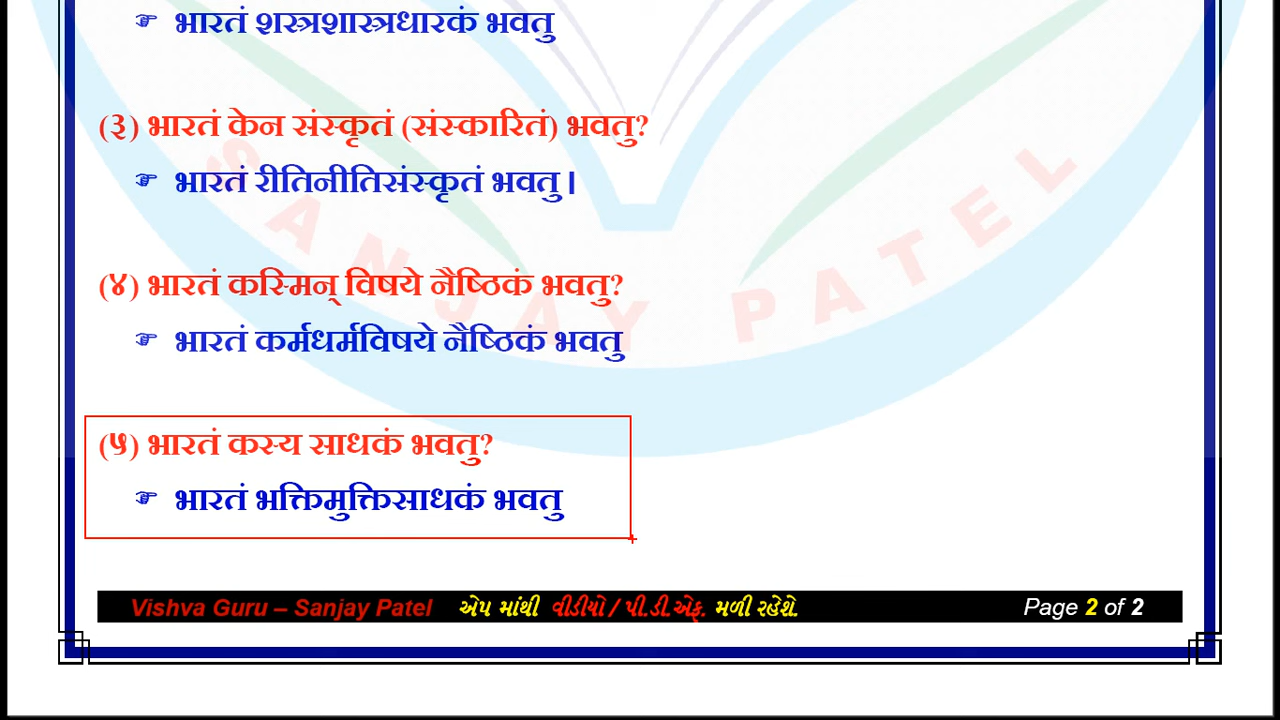 ☞ भारतं शस्त्रशास्त्रधारकं भवतु
(३) भारतं केन संस्कृतं (संस्कारितं) भवतु?
☞ भारतं रीतिनीतिसंस्कृतं भवतु।
(४) भारतं कस्मिन् विषये नैष्ठिकं भवतु?
☞ भारतं कर्मधर्मविषये नैष्ठिकं भवतु
(५) भारतं कस्य साधकं भवतु?
☞ भारतं भक्तिमुक्तिसाधकं भवतु
SANJAY PATEL
Vishva Guru – Sanjay Patel એપ માંથી વીડીયો / પી.ડી.એફ. મળી રહેશે. Page 2 of 2